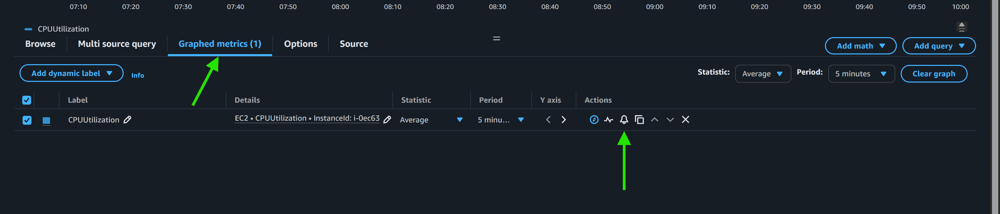 07:10 07:20 07:30 07:40 07:50 08:00 08:10 08:20 08:30 08:40 08:50 09:00 09:10 09:20 09:30 09:40 09:50 10:00
CPUUtilization
Browse Multi source query Graphed metrics (1) Options Source Add math Add query
Add dynamic label Info Statistic: Average Period: 5 minutes Clear graph
Label Details Statistic Period Y axis Actions
CPUUtilization EC2 • CPUUtilization • InstanceId: i-0ec63 Average 5 minu...